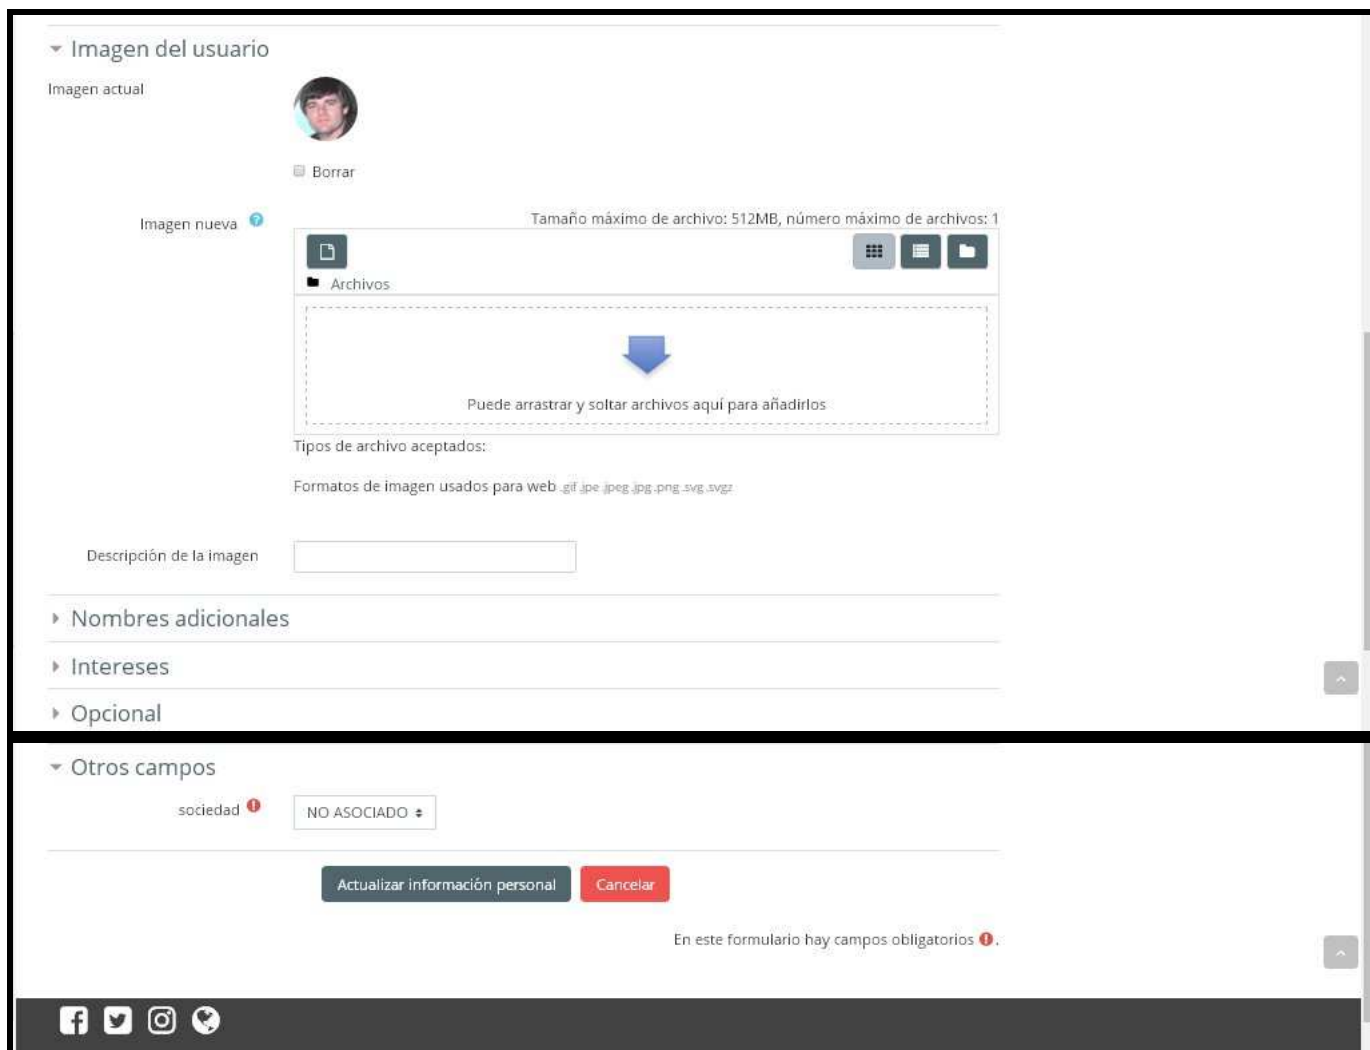 Imagen del usuario
Imagen actual
Borrar
Imagen nueva
Tamaño máximo de archivo: 512MB, número máximo de archivos: 1
Archivos
Puede arrastrar y soltar archivos aquí para añadirlos
Tipos de archivo aceptados:
Formatos de imagen usados para web .gif .jpe .jpeg .jpg .png .svg .svgz
Descripción de la imagen
Nombres adicionales
Intereses
Opcional
Otros campos
sociedad
NO ASOCIADO
Actualizar información personal Cancelar
En este formulario hay campos obligatorios .